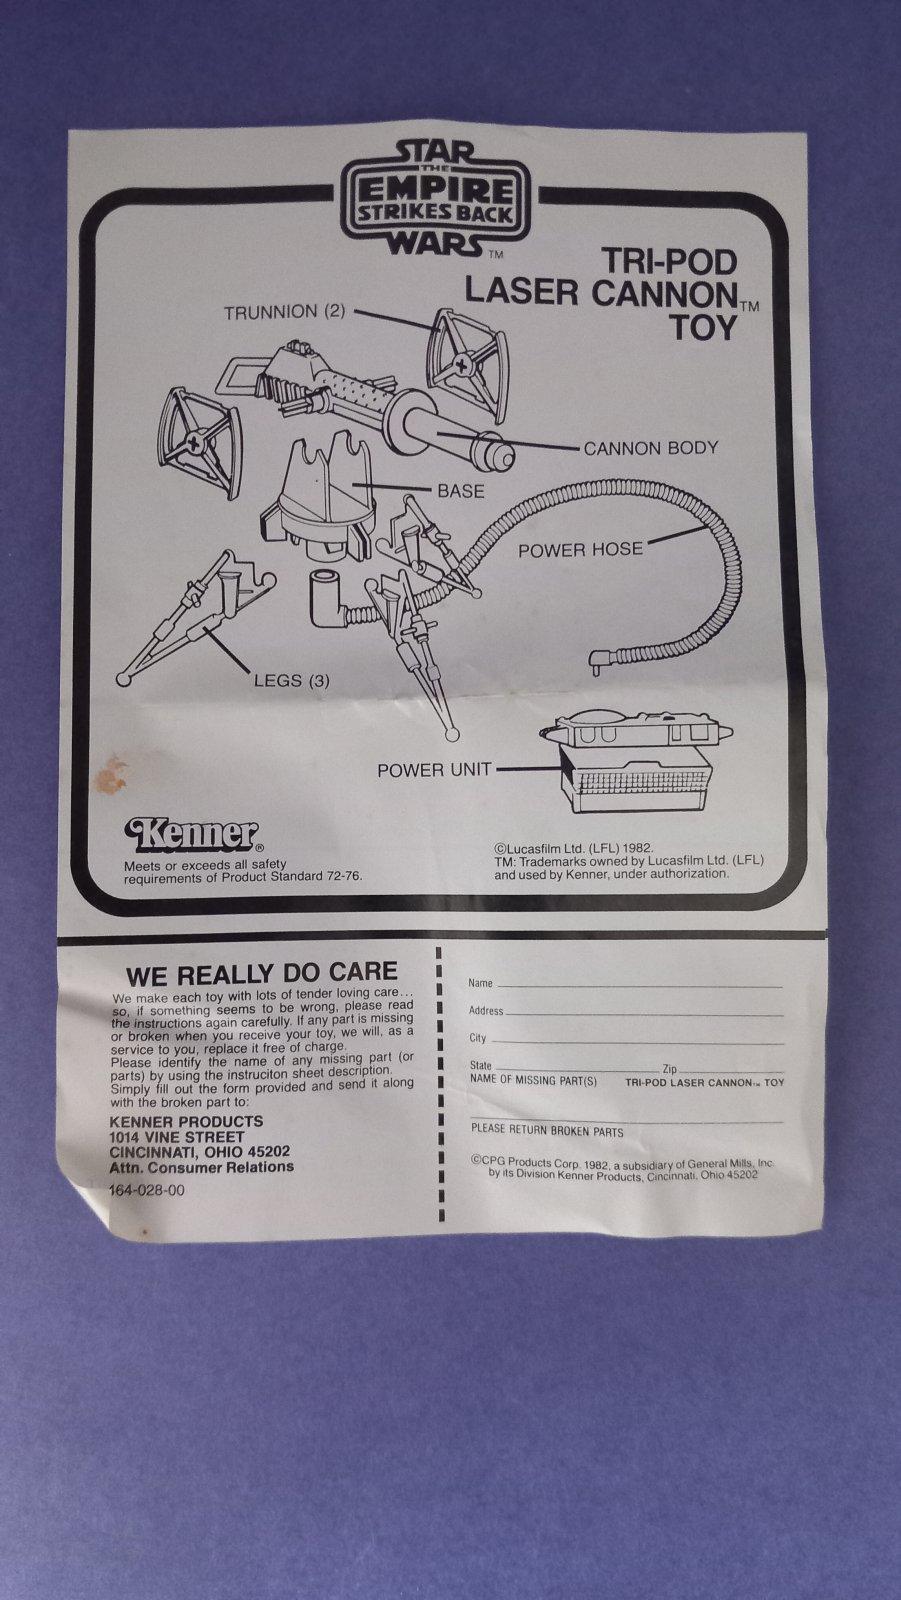 STAR
THE
EMPIRE
STRIKES BACK
WARS™
TRI-POD
LASER CANNON™
TOY
TRUNNION (2)
CANNON BODY
BASE
POWER HOSE
LEGS (3)
POWER UNIT
Kenner®
Meets or exceeds all safety
requirements of Product Standard 72-76.
©Lucasfilm Ltd. (LFL) 1982.
TM: Trademarks owned by Lucasfilm Ltd. (LFL)
and used by Kenner, under authorization.
WE REALLY DO CARE
We make each toy with lots of tender loving care...
so, if something seems to be wrong, please read
the instructions again carefully. If any part is missing
or broken when you receive your toy, we will, as a
service to you, replace it free of charge.
Please identify the name of any missing part (or
parts) by using the instruciton sheet description.
Simply fill out the form provided and send it along
with the broken part to:
KENNER PRODUCTS
1014 VINE STREET
CINCINNATI, OHIO 45202
Attn. Consumer Relations
164-028-00
Name
Address
City
State Zip
NAME OF MISSING PART(S) TRI-POD LASER CANNON™ TOY
PLEASE RETURN BROKEN PARTS
©CPG Products Corp. 1982, a subsidiary of General Mills, Inc.
by its Division Kenner Products, Cincinnati, Ohio 45202